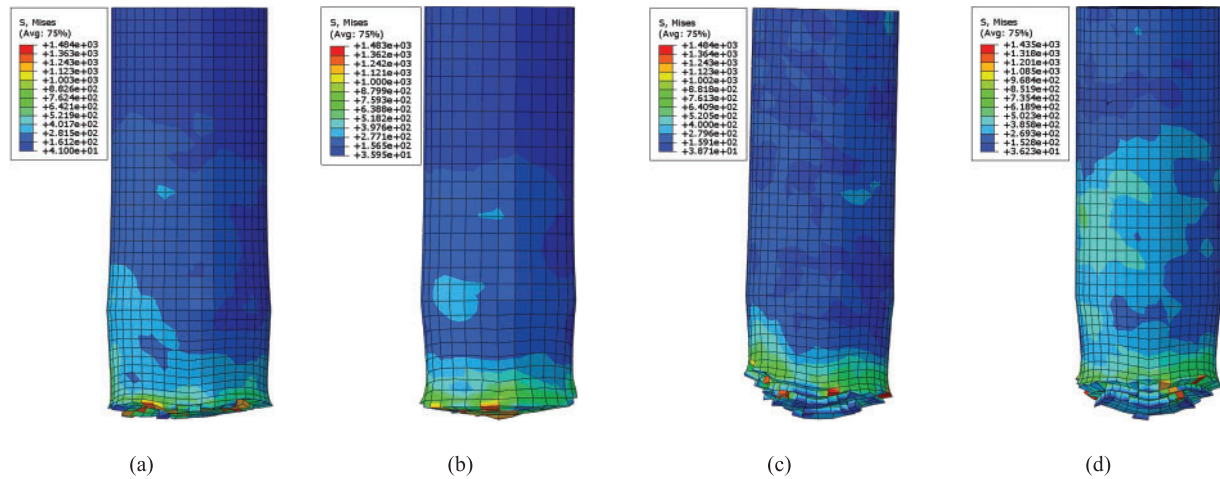 S, Mises
(Avg: 75%)
+1.484e+03
+1.363e+03
+1.243e+03
+1.123e+03
+1.003e+03
+8.826e+02
+7.624e+02
+6.421e+02
+5.219e+02
+4.017e+02
+2.815e+02
+1.612e+02
+4.100e+01
S, Mises
(Avg: 75%)
+1.483e+03
+1.362e+03
+1.242e+03
+1.121e+03
+1.000e+03
+8.799e+02
+7.593e+02
+6.388e+02
+5.182e+02
+3.976e+02
+2.771e+02
+1.565e+02
+3.595e+01
S, Mises
(Avg: 75%)
+1.484e+03
+1.364e+03
+1.243e+03
+1.123e+03
+1.002e+03
+8.818e+02
+7.613e+02
+6.409e+02
+5.205e+02
+4.000e+02
+2.796e+02
+1.591e+02
+3.871e+01
S, Mises
(Avg: 75%)
+1.435e+03
+1.318e+03
+1.201e+03
+1.085e+03
+9.684e+02
+8.519e+02
+7.354e+02
+6.189e+02
+5.023e+02
+3.858e+02
+2.693e+02
+1.528e+02
+3.623e+01
(a)
(b)
(c)
(d)